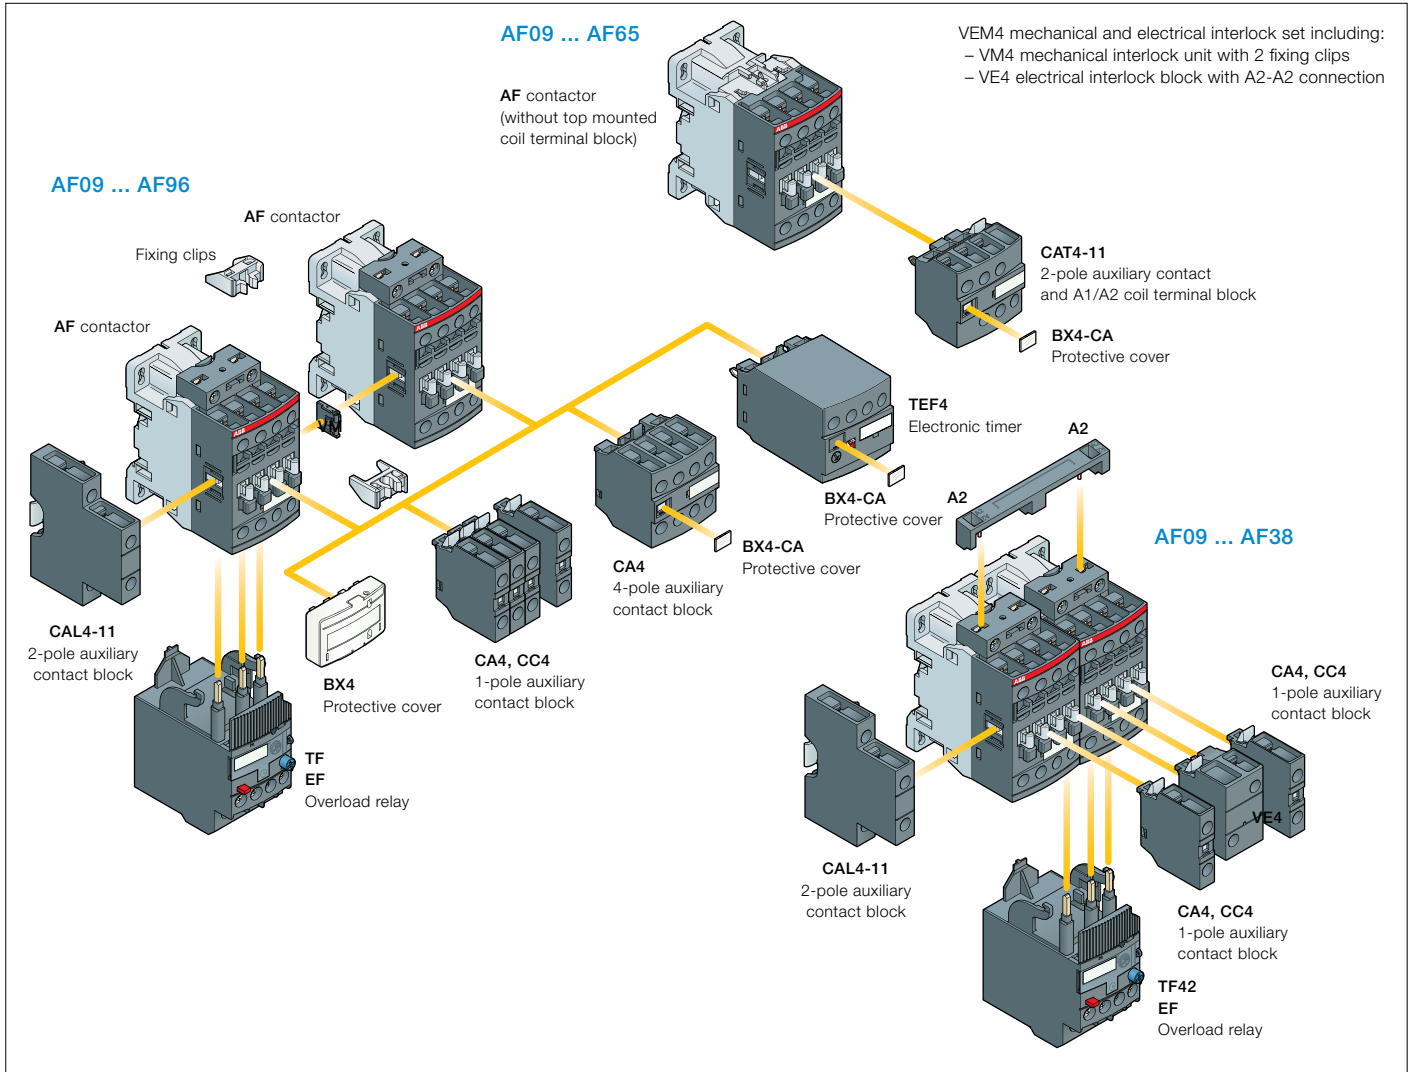 AF09 ... AF65
AF contactor
(without top mounted
coil terminal block)
VEM4 mechanical and electrical interlock set including:
– VM4 mechanical interlock unit with 2 fixing clips
– VE4 electrical interlock block with A2-A2 connection
ABB
CAT4-11
2-pole auxiliary contact
and A1/A2 coil terminal block
BX4-CA
Protective cover
AF09 ... AF96
AF contactor
Fixing clips
AF contactor
ABB
ABB
VM4
TEF4
Electronic timer
BX4-CA
Protective cover
CA4
4-pole auxiliary
contact block
BX4-CA
Protective cover
CAL4-11
2-pole auxiliary
contact block
BX4
Protective cover
CA4, CC4
1-pole auxiliary
contact block
TF
EF
Overload relay
A2
A2
AF09 ... AF38
ABB
ABB
CA4, CC4
1-pole auxiliary
contact block
VE4
CAL4-11
2-pole auxiliary
contact block
CA4, CC4
1-pole auxiliary
contact block
TF42
EF
Overload relay